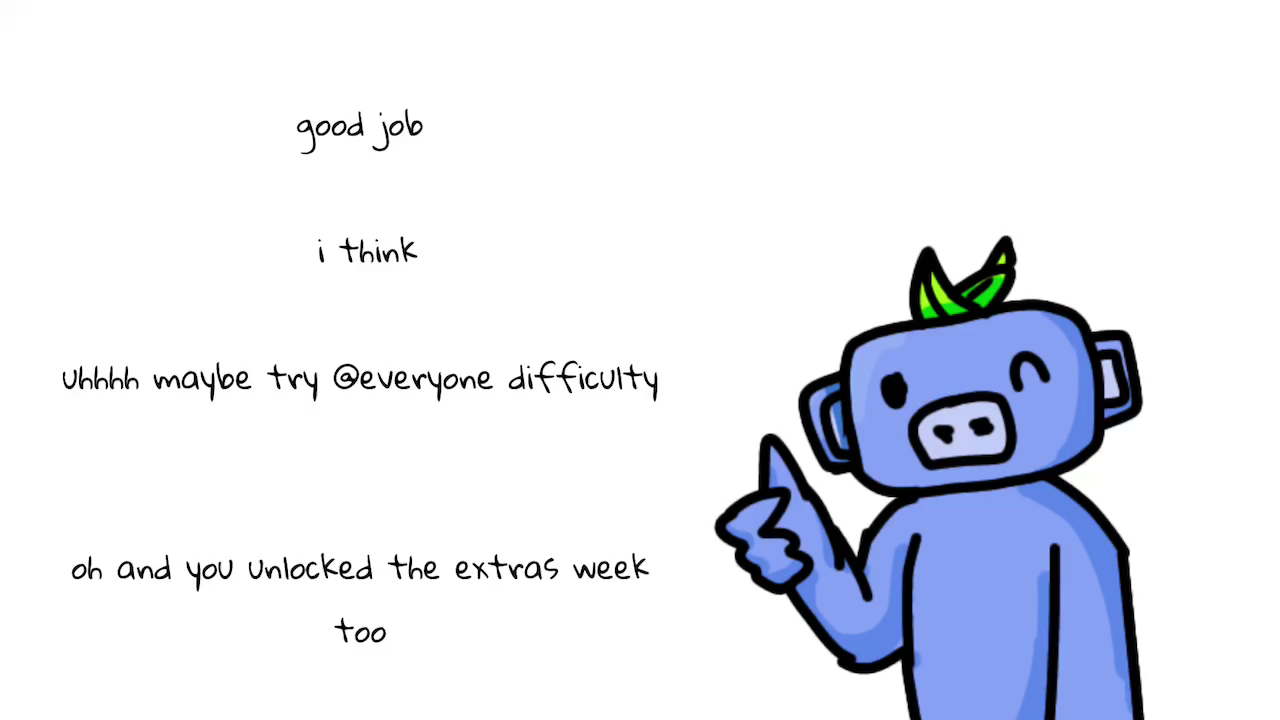 good job
i think
uhhhh maybe try @everyone difficulty
oh and you unlocked the extras week
too